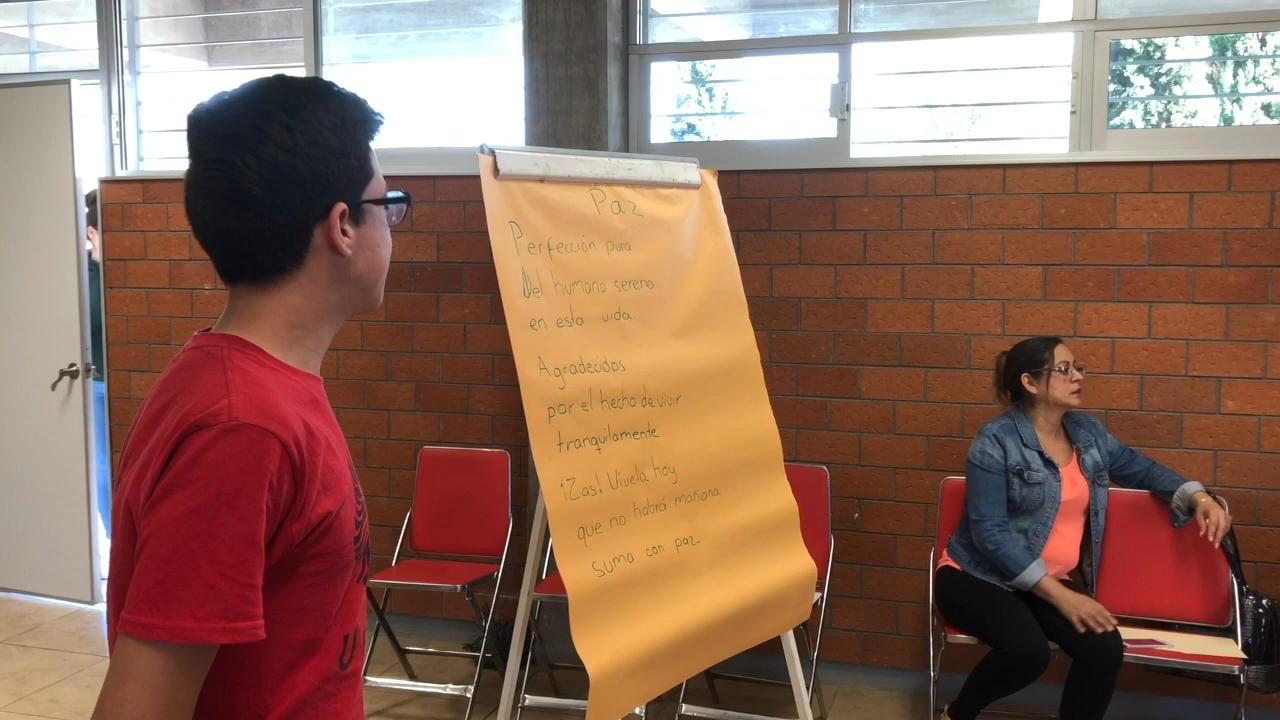 Paz
Perfección pura
Del humano sereno
en esta vida.
Agradecidos
por el hecho de vivir
tranquilamente.
¡Zas! Vívela hoy
que no habrá mañana
sumo con paz.